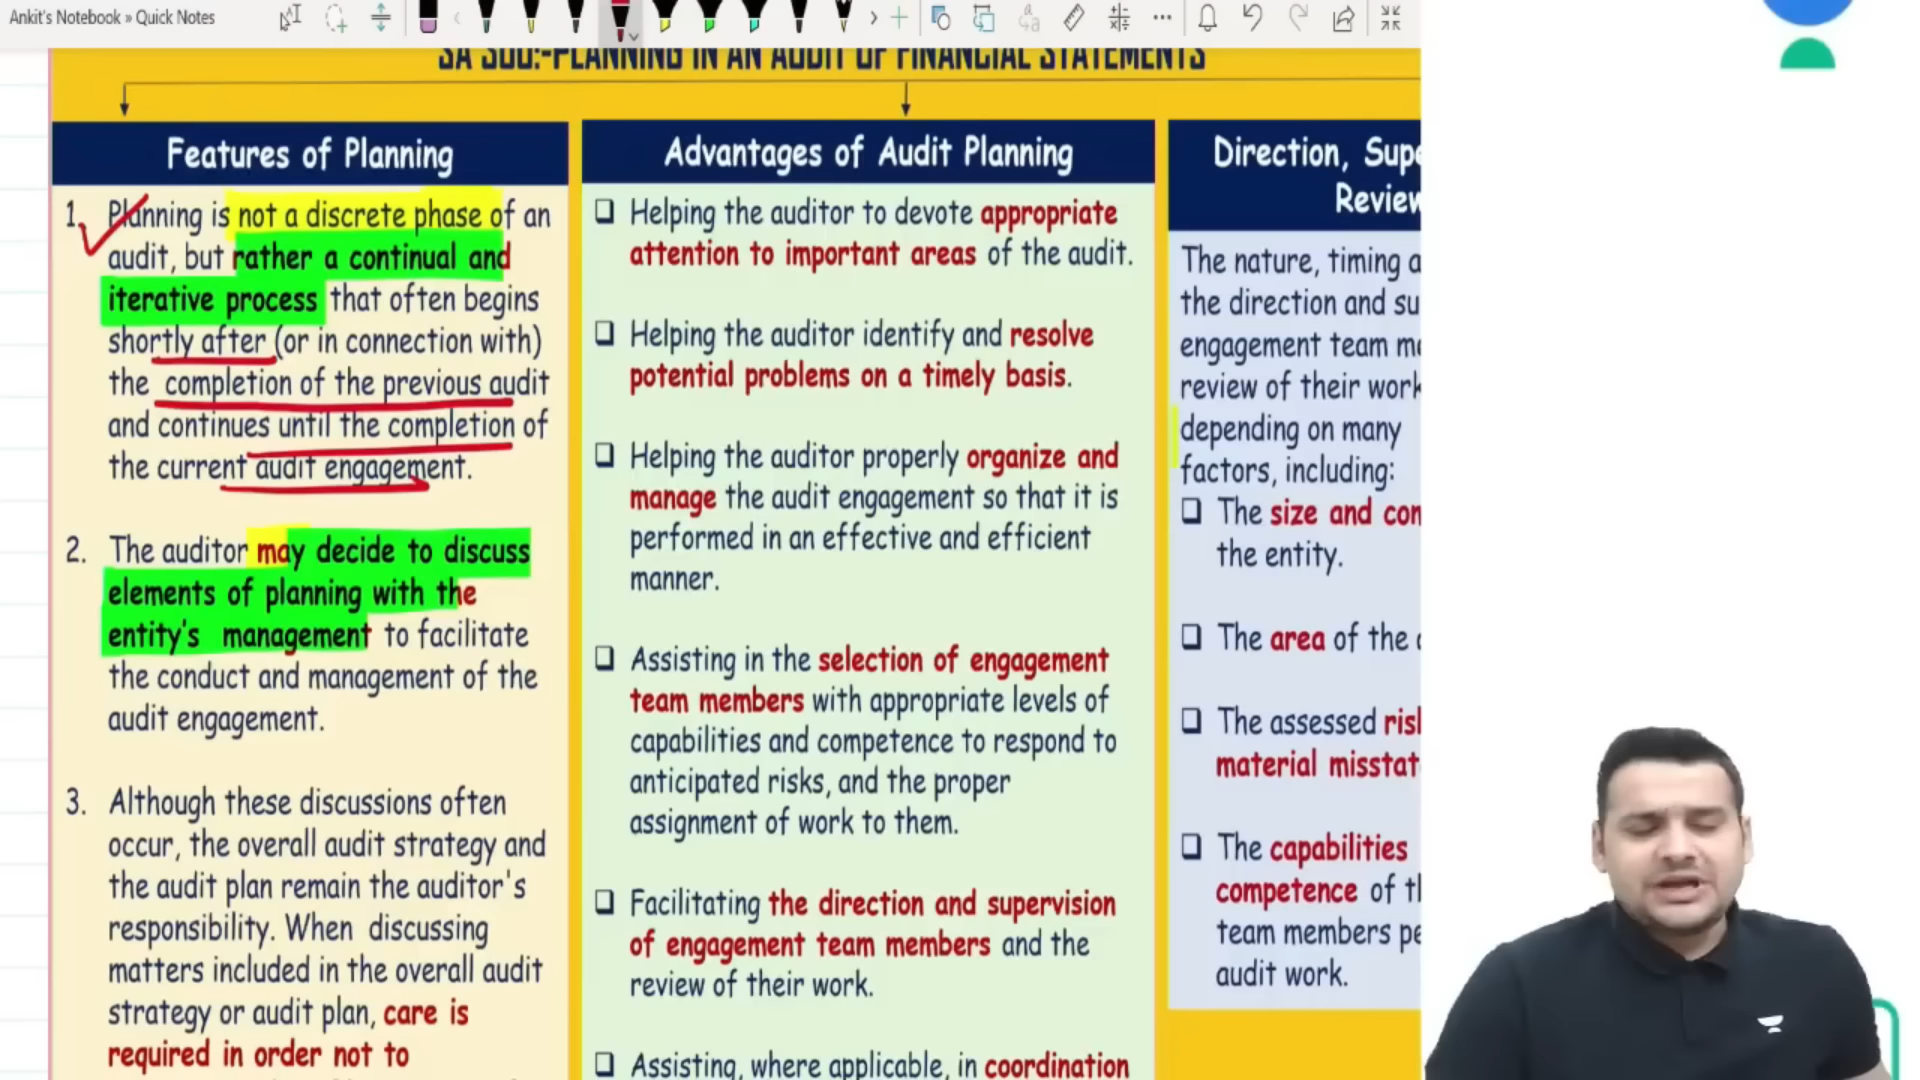 Ankit's Notebook » Quick Notes
SA 300:-PLANNING IN AN AUDIT OF FINANCIAL STATEMENTS
Features of Planning
1. Planning is not a discrete phase of an
audit, but rather a continual and
iterative process that often begins
shortly after (or in connection with)
the completion of the previous audit
and continues until the completion of
the current audit engagement.
2. The auditor may decide to discuss
elements of planning with the
entity's management to facilitate
the conduct and management of the
audit engagement.
3. Although these discussions often
occur, the overall audit strategy and
the audit plan remain the auditor's
responsibility. When discussing
matters included in the overall audit
strategy or audit plan, care is
required in order not to
Advantages of Audit Planning
Helping the auditor to devote appropriate
attention to important areas of the audit.
Helping the auditor identify and resolve
potential problems on a timely basis.
Helping the auditor properly organize and
manage the audit engagement so that it is
performed in an effective and efficient
manner.
Assisting in the selection of engagement
team members with appropriate levels of
capabilities and competence to respond to
anticipated risks, and the proper
assignment of work to them.
Facilitating the direction and supervision
of engagement team members and the
review of their work.
Assisting, where applicable, in coordination
Direction,
Review
The nature, timing
the direction and
engagement team
review of their work
depending on many
factors, including:
The size and
the entity.
The area of the
The assessed
material
The capabilities
competence of
team members
audit work.